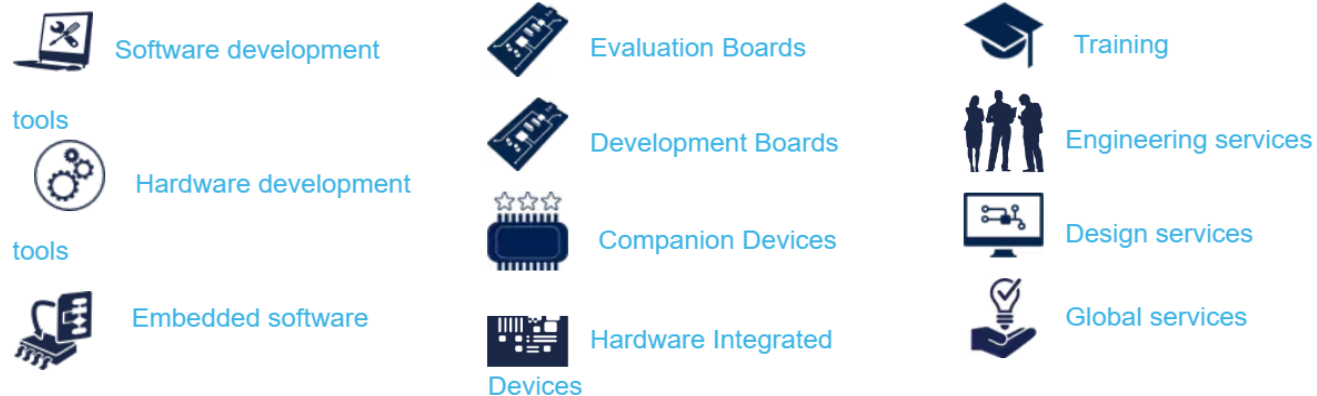 Software development
tools
Hardware development
tools
Embedded software
Evaluation Boards
Development Boards
Companion Devices
Hardware Integrated
Devices
Training
Engineering services
Design services
Global services